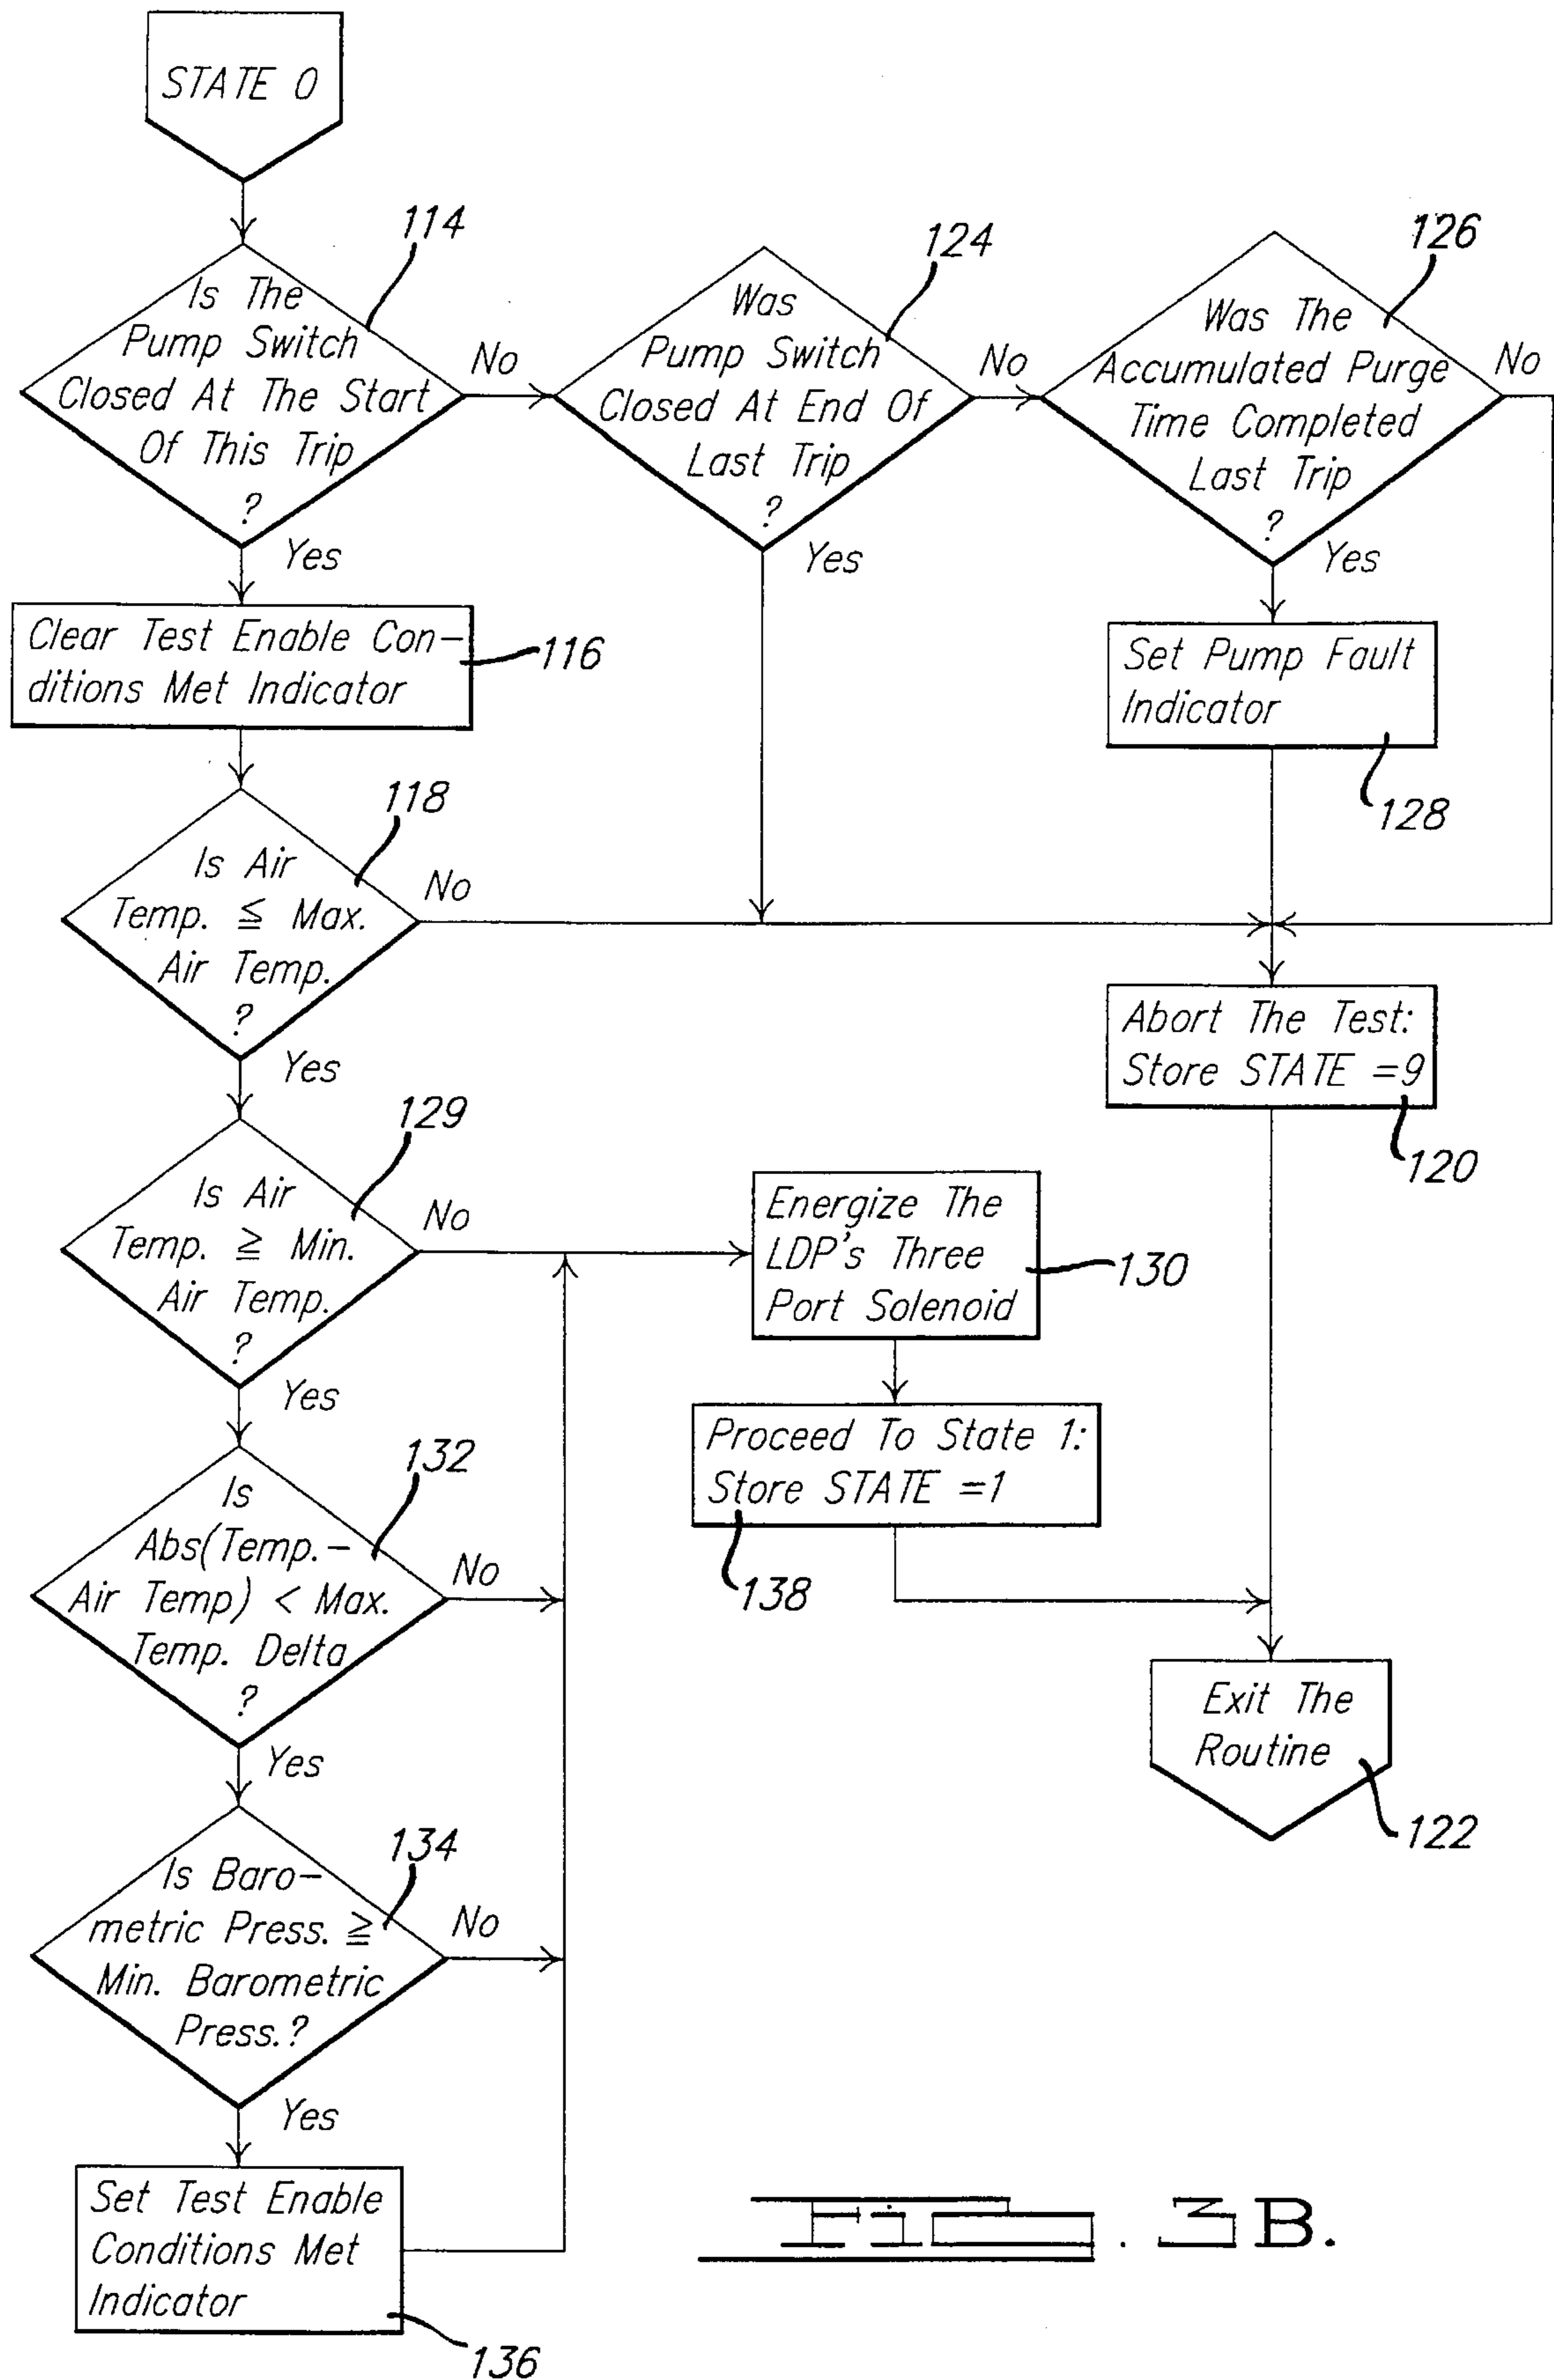 STATE 0
114
Is The
Pump Switch
Closed At The Start
Of This Trip
?
No
Yes
124
Was
Pump Switch
Closed At End Of
Last Trip
?
No
Yes
126
Was The
Accumulated Purge
Time Completed
Last Trip
?
No
Yes
Clear Test Enable Con-
ditions Met Indicator
116
Set Pump Fault
Indicator
128
118
Is Air
Temp. ≦ Max.
Air Temp.
?
No
Yes
Abort The Test:
Store STATE =9
120
129
Is Air
Temp. ≧ Min.
Air Temp.
?
No
Yes
Energize The
LDP's Three
Port Solenoid
130
132
Is
Abs(Temp.-
Air Temp) < Max.
Temp. Delta
?
No
Yes
Proceed To State 1:
Store STATE =1
138
Exit The
Routine
122
134
Is Baro-
metric Press. ≧
Min. Barometric
Press.?
No
Yes
Set Test Enable
Conditions Met
Indicator
136
FIG. 3B.